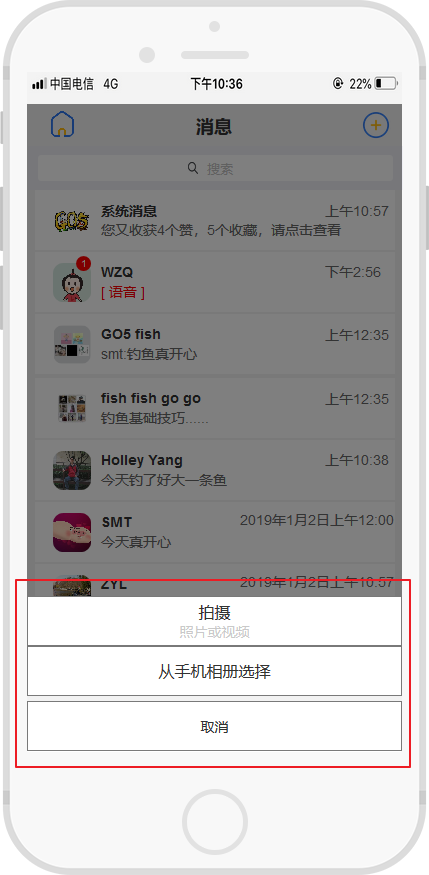 中国电信 4G 下午10:36 22%
消息
搜索
GO5
系统消息 上午10:57
您又收获4个赞，5个收藏，请点击查看
1
WZQ 下午2:56
[ 语音 ]
GO5 fish 上午12:35
smt:钓鱼真开心
fish fish go go 上午12:35
钓鱼基础技巧......
Holley Yang 上午10:38
今天钓了好大一条鱼
SMT 2019年1月2日上午12:00
今天真开心
ZYL 2019年1月2日上午10:57
拍摄
照片或视频
从手机相册选择
取消